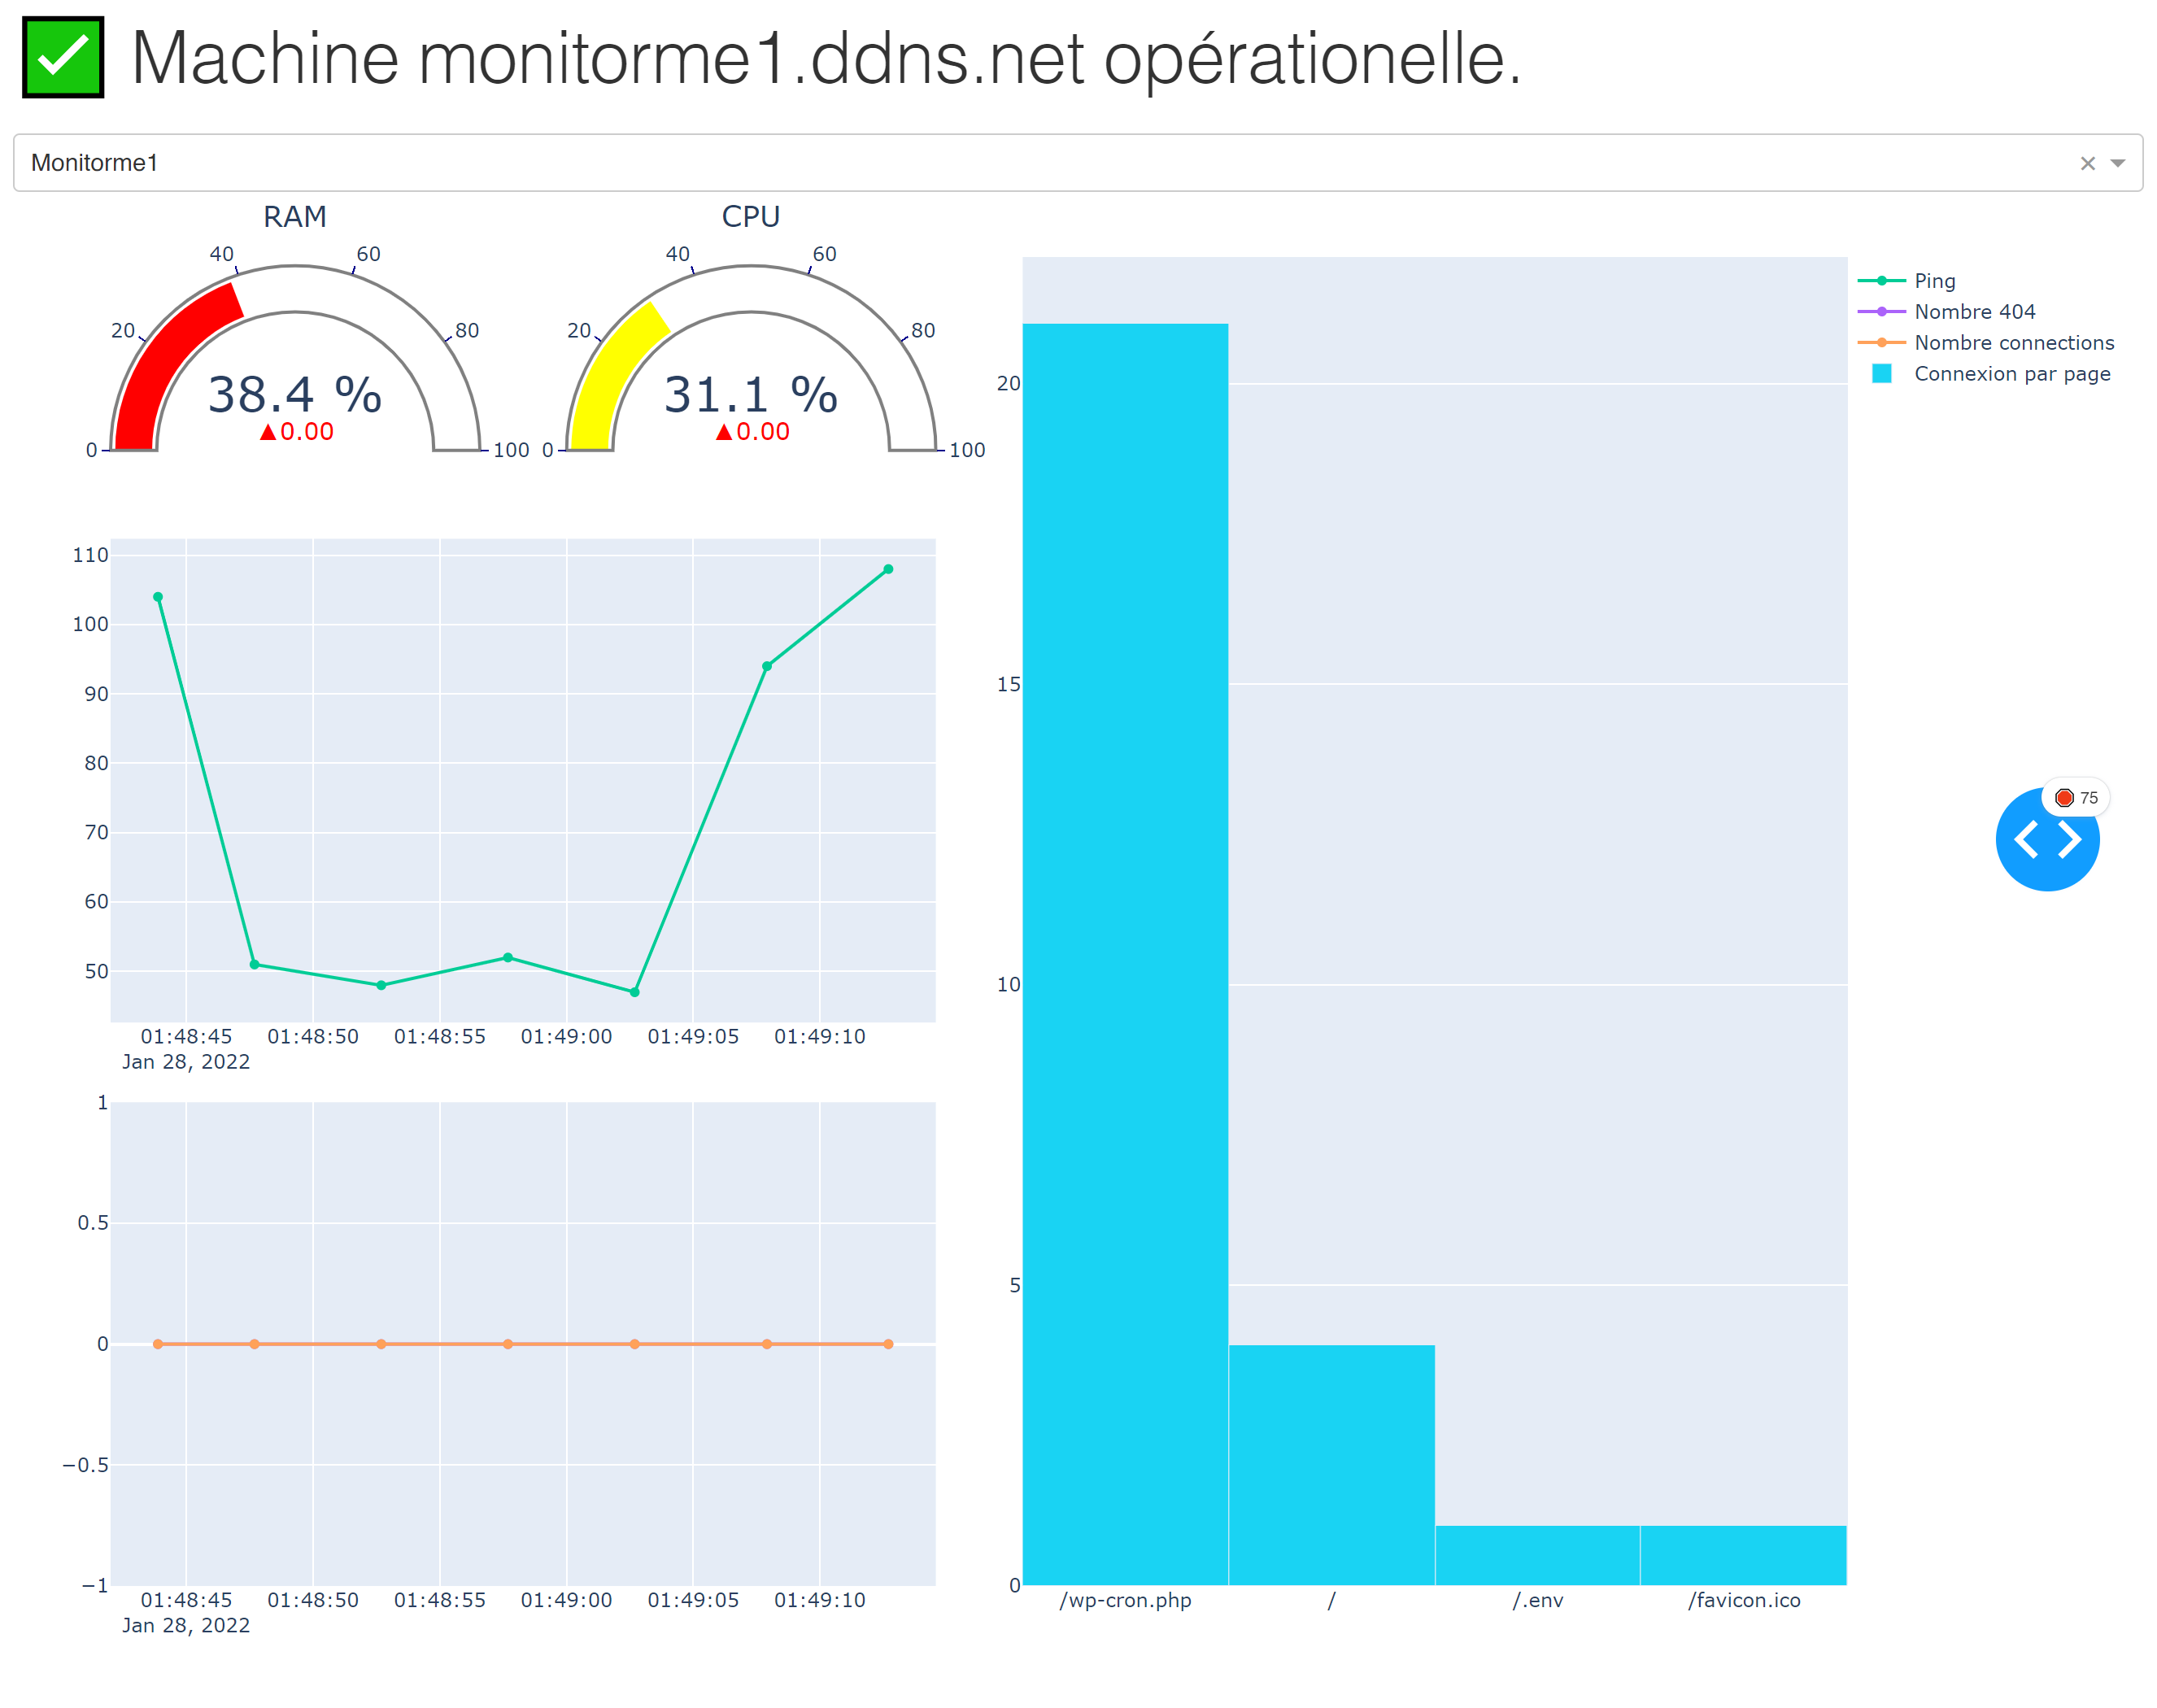 Machine monitorme1.ddns.net opérationelle.
Monitorme1
RAM
0
20
40
60
80
100
38.4 %
▲0.00
CPU
0
20
40
60
80
100
31.1 %
▲0.00
110
100
90
80
70
60
50
01:48:45 01:48:50 01:48:55 01:49:00 01:49:05 01:49:10
Jan 28, 2022
1
0.5
0
−0.5
−1
01:48:45 01:48:50 01:48:55 01:49:00 01:49:05 01:49:10
Jan 28, 2022
20
15
10
5
0
/wp-cron.php / /.env /favicon.ico
Ping
Nombre 404
Nombre connections
Connexion par page
75